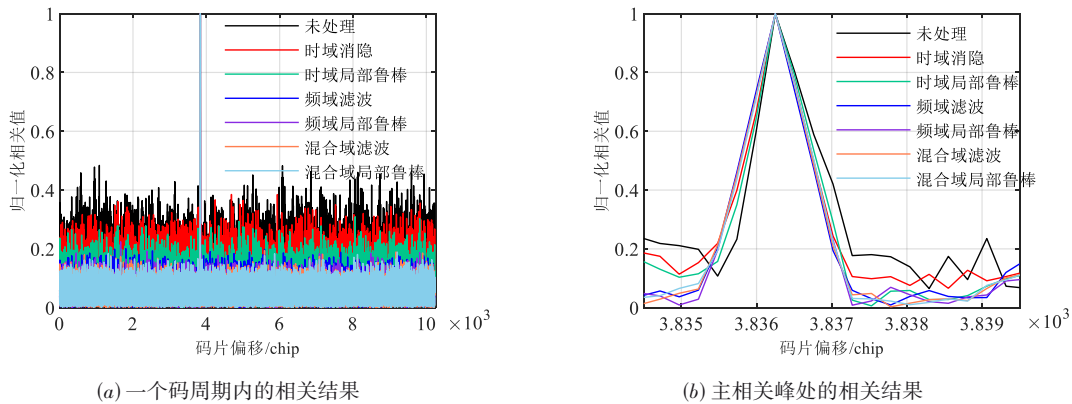 归一化相关值
1
0.8
0.6
0.4
0.2
0
未处理
时域消隐
时域局部鲁棒
频域滤波
频域局部鲁棒
混合域滤波
混合域局部鲁棒
0 2 4 6 8 10 ×10³
码片偏移/chip
(a) 一个码周期内的相关结果
归一化相关值
1
0.8
0.6
0.4
0.2
0
未处理
时域消隐
时域局部鲁棒
频域滤波
频域局部鲁棒
混合域滤波
混合域局部鲁棒
3.835 3.836 3.837 3.838 3.839 ×10³
码片偏移/chip
(b) 主相关峰处的相关结果